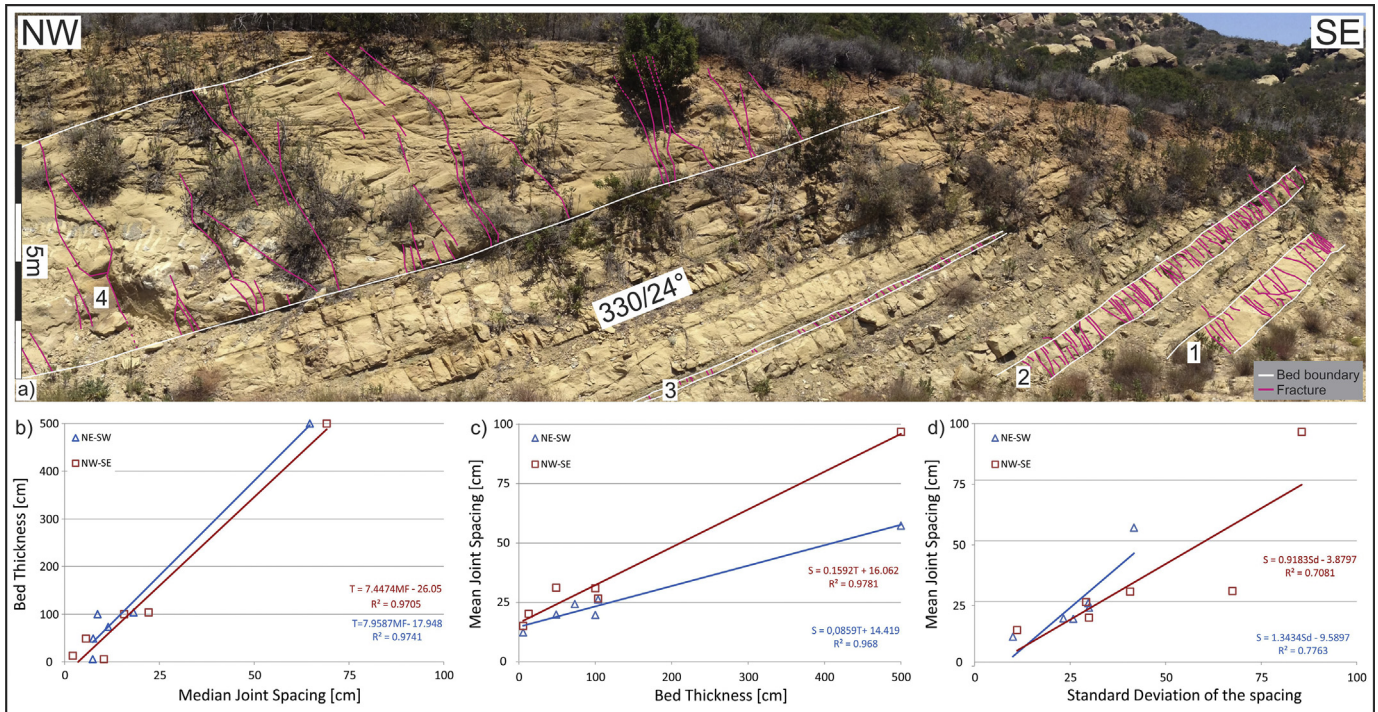 NW
SE
5m
4
330/24°
3
2
1
a)
Bed boundary
Fracture
b)
NE-SW
NW-SE
Bed Thickness [cm]
500
400
300
200
100
0
T = 7.4474MF - 26.05
R² = 0.9705
T=7.9587MF- 17.948
R² = 0.9741
0
25
50
75
100
Median Joint Spacing [cm]
c)
NE-SW
NW-SE
Mean Joint Spacing [cm]
100
75
50
25
0
S = 0.1592T + 16.062
R² = 0.9781
S = 0,0859T+ 14.419
R² = 0.968
0
100
200
300
400
500
Bed Thickness [cm]
d)
NE-SW
NW-SE
Mean Joint Spacing [cm]
100
75
50
25
0
S = 0.9183Sd - 3.8797
R² = 0.7081
S = 1.3434Sd - 9.5897
R² = 0.7763
0
25
50
75
100
Standard Deviation of the spacing